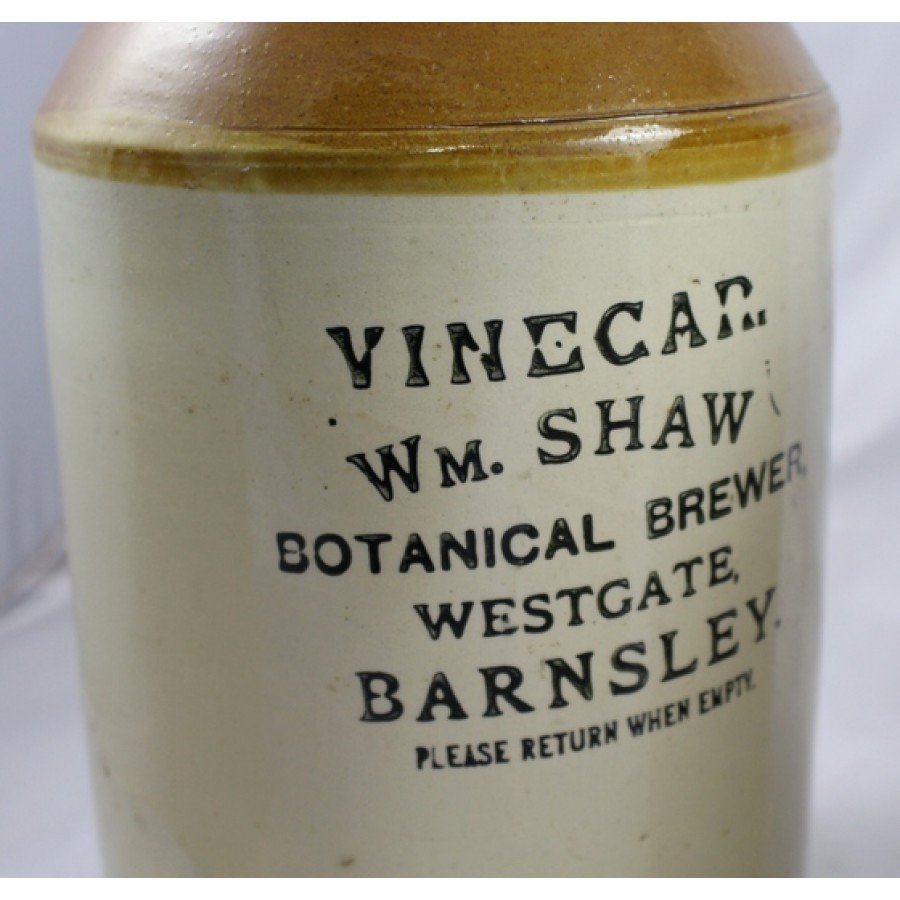 VINEGAR.
WM. SHAW
BOTANICAL BREWER,
WESTGATE,
BARNSLEY.
PLEASE RETURN WHEN EMPTY.